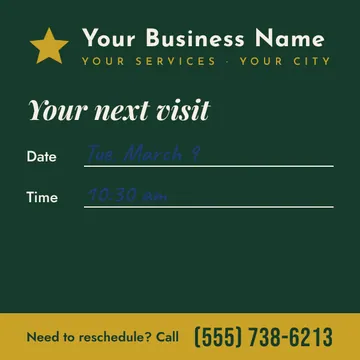 Your Business Name
YOUR SERVICES · YOUR CITY
Your next visit
Date Tue March 9
Time 10.30 am
Need to reschedule? Call (555) 738-6213